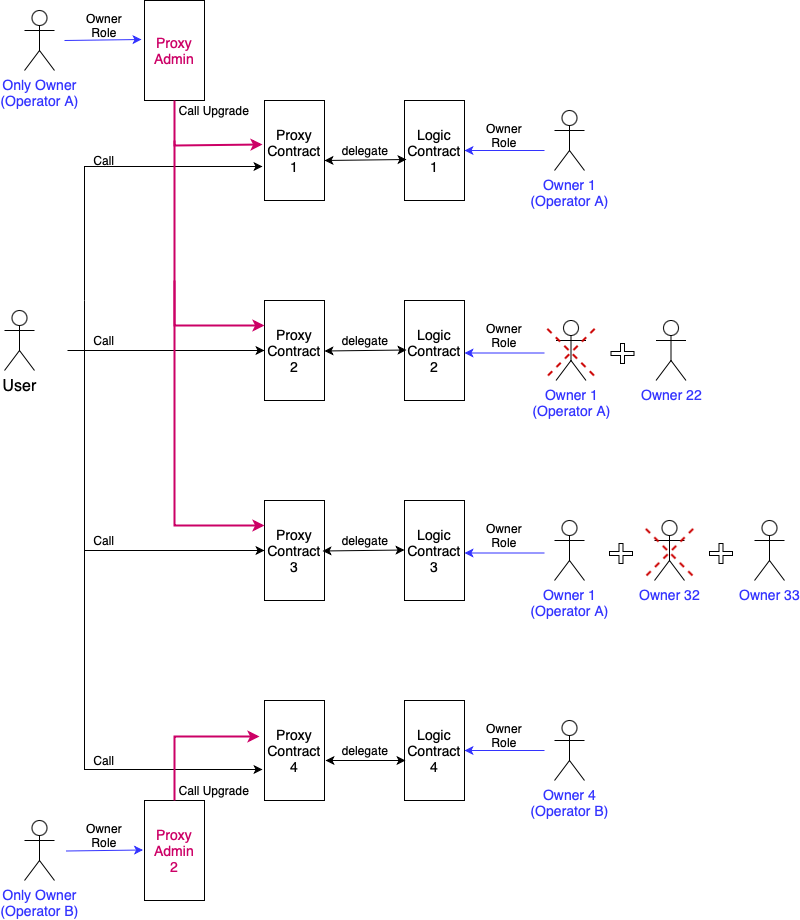 Owner
Role
Only Owner
(Operator A)
Proxy
Admin
Call Upgrade
Call
Proxy
Contract
1
delegate
Logic
Contract
1
Owner
Role
Owner 1
(Operator A)
User
Call
Proxy
Contract
2
delegate
Logic
Contract
2
Owner
Role
Owner 1
(Operator A)
Owner 22
Call
Proxy
Contract
3
delegate
Logic
Contract
3
Owner
Role
Owner 1
(Operator A)
Owner 32
Owner 33
Call
Proxy
Contract
4
delegate
Logic
Contract
4
Owner
Role
Owner 4
(Operator B)
Call Upgrade
Owner
Role
Only Owner
(Operator B)
Proxy
Admin
2